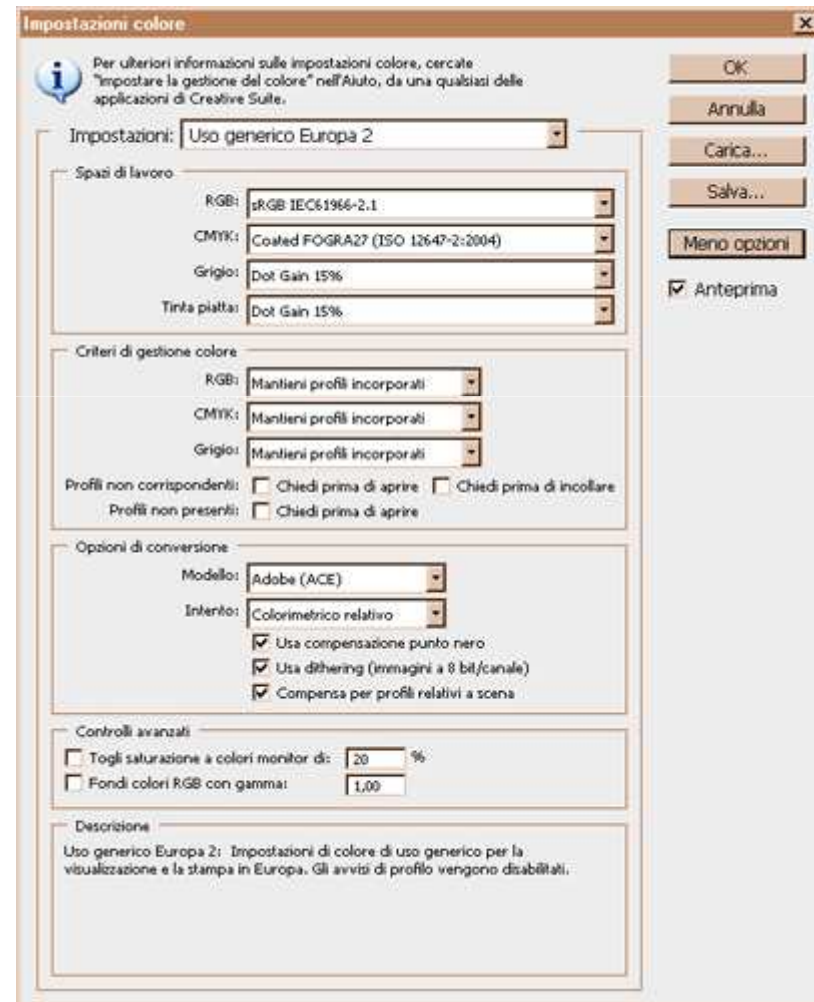 Impostazioni colore
Per ulteriori informazioni sulle impostazioni colore, cercate
"Impostare la gestione del colore" nell'Aiuto, da una qualsiasi delle
applicazioni di Creative Suite.
OK
Annulla
Carica...
Salva...
Meno opzioni
Anteprima
Impostazioni: Uso generico Europa 2
Spazi di lavoro
RGB: sRGB IEC61966-2.1
CMYK: Coated FOGRA27 (ISO 12647-2:2004)
Grigio: Dot Gain 15%
Tinta piatta: Dot Gain 15%
Criteri di gestione colore
RGB: Mantieni profili incorporati
CMYK: Mantieni profili incorporati
Grigio: Mantieni profili incorporati
Profili non corrispondenti: Chiedi prima di aprire Chiedi prima di incollare
Profili non presenti: Chiedi prima di aprire
Opzioni di conversione
Modello: Adobe (ACE)
Intento: Colorimetrico relativo
Usa compensazione punto nero
Usa dithering (immagini a 8 bit/canale)
Compensa per profili relativi a scena
Controlli avanzati
Togli saturazione a colori monitor di: 20 %
Fondi colori RGB con gamma: 1,00
Descrizione
Uso generico Europa 2: Impostazioni di colore di uso generico per la
visualizzazione e la stampa in Europa. Gli avvisi di profilo vengono disabilitati.